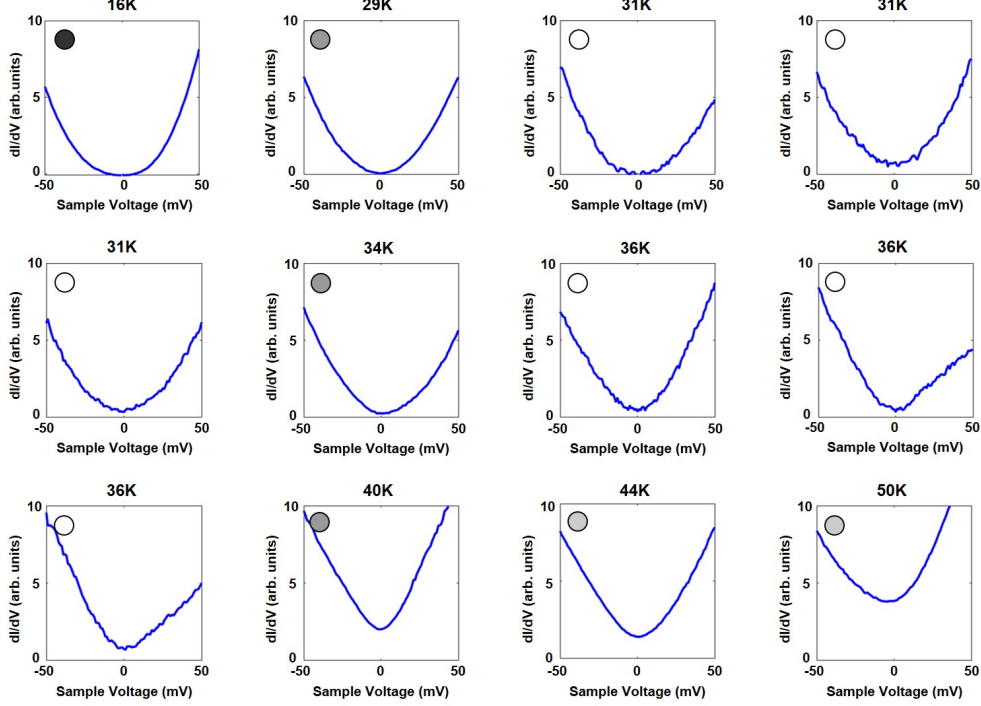 16K 29K 31K 31K
dI/dV (arb.units) 10 5 0 -50 0 50 Sample Voltage (mV)
dI/dV (arb. units) 10 5 0 -50 0 50 Sample Voltage (mV)
dI/dV (arb. units) 10 5 0 -50 0 50 Sample Voltage (mV)
dI/dV (arb. units) 10 5 0 -50 0 50 Sample Voltage (mV)
31K 34K 36K 36K
dI/dV (arb. units) 10 5 0 -50 0 50 Sample Voltage (mV)
dI/dV (arb. units) 10 5 0 -50 0 50 Sample Voltage (mV)
dI/dV (arb. units) 10 5 0 -50 0 50 Sample Voltage (mV)
dI/dV (arb. units) 10 5 0 -50 0 50 Sample Voltage (mV)
36K 40K 44K 50K
dI/dV (arb. units) 10 5 0 -50 0 50 Sample Voltage (mV)
dI/dV (arb. units) 10 5 0 -50 0 50 Sample Voltage (mV)
dI/dV (arb. units) 10 5 0 -50 0 50 Sample Voltage (mV)
dI/dV (arb. units) 10 5 0 -50 0 50 Sample Voltage (mV)